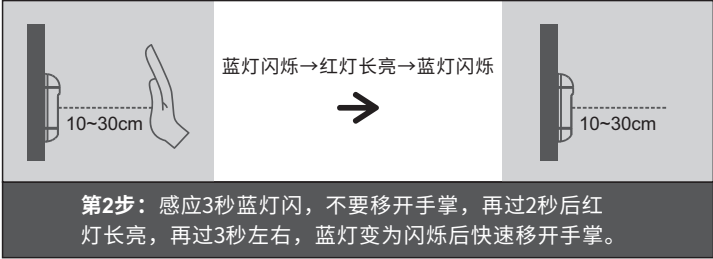 蓝灯闪烁→红灯长亮→蓝灯闪烁
10~30cm
10~30cm
第2步：感应3秒蓝灯闪，不要移开手掌，再过2秒后红
灯长亮，再过3秒左右，蓝灯变为闪烁后快速移开手掌。